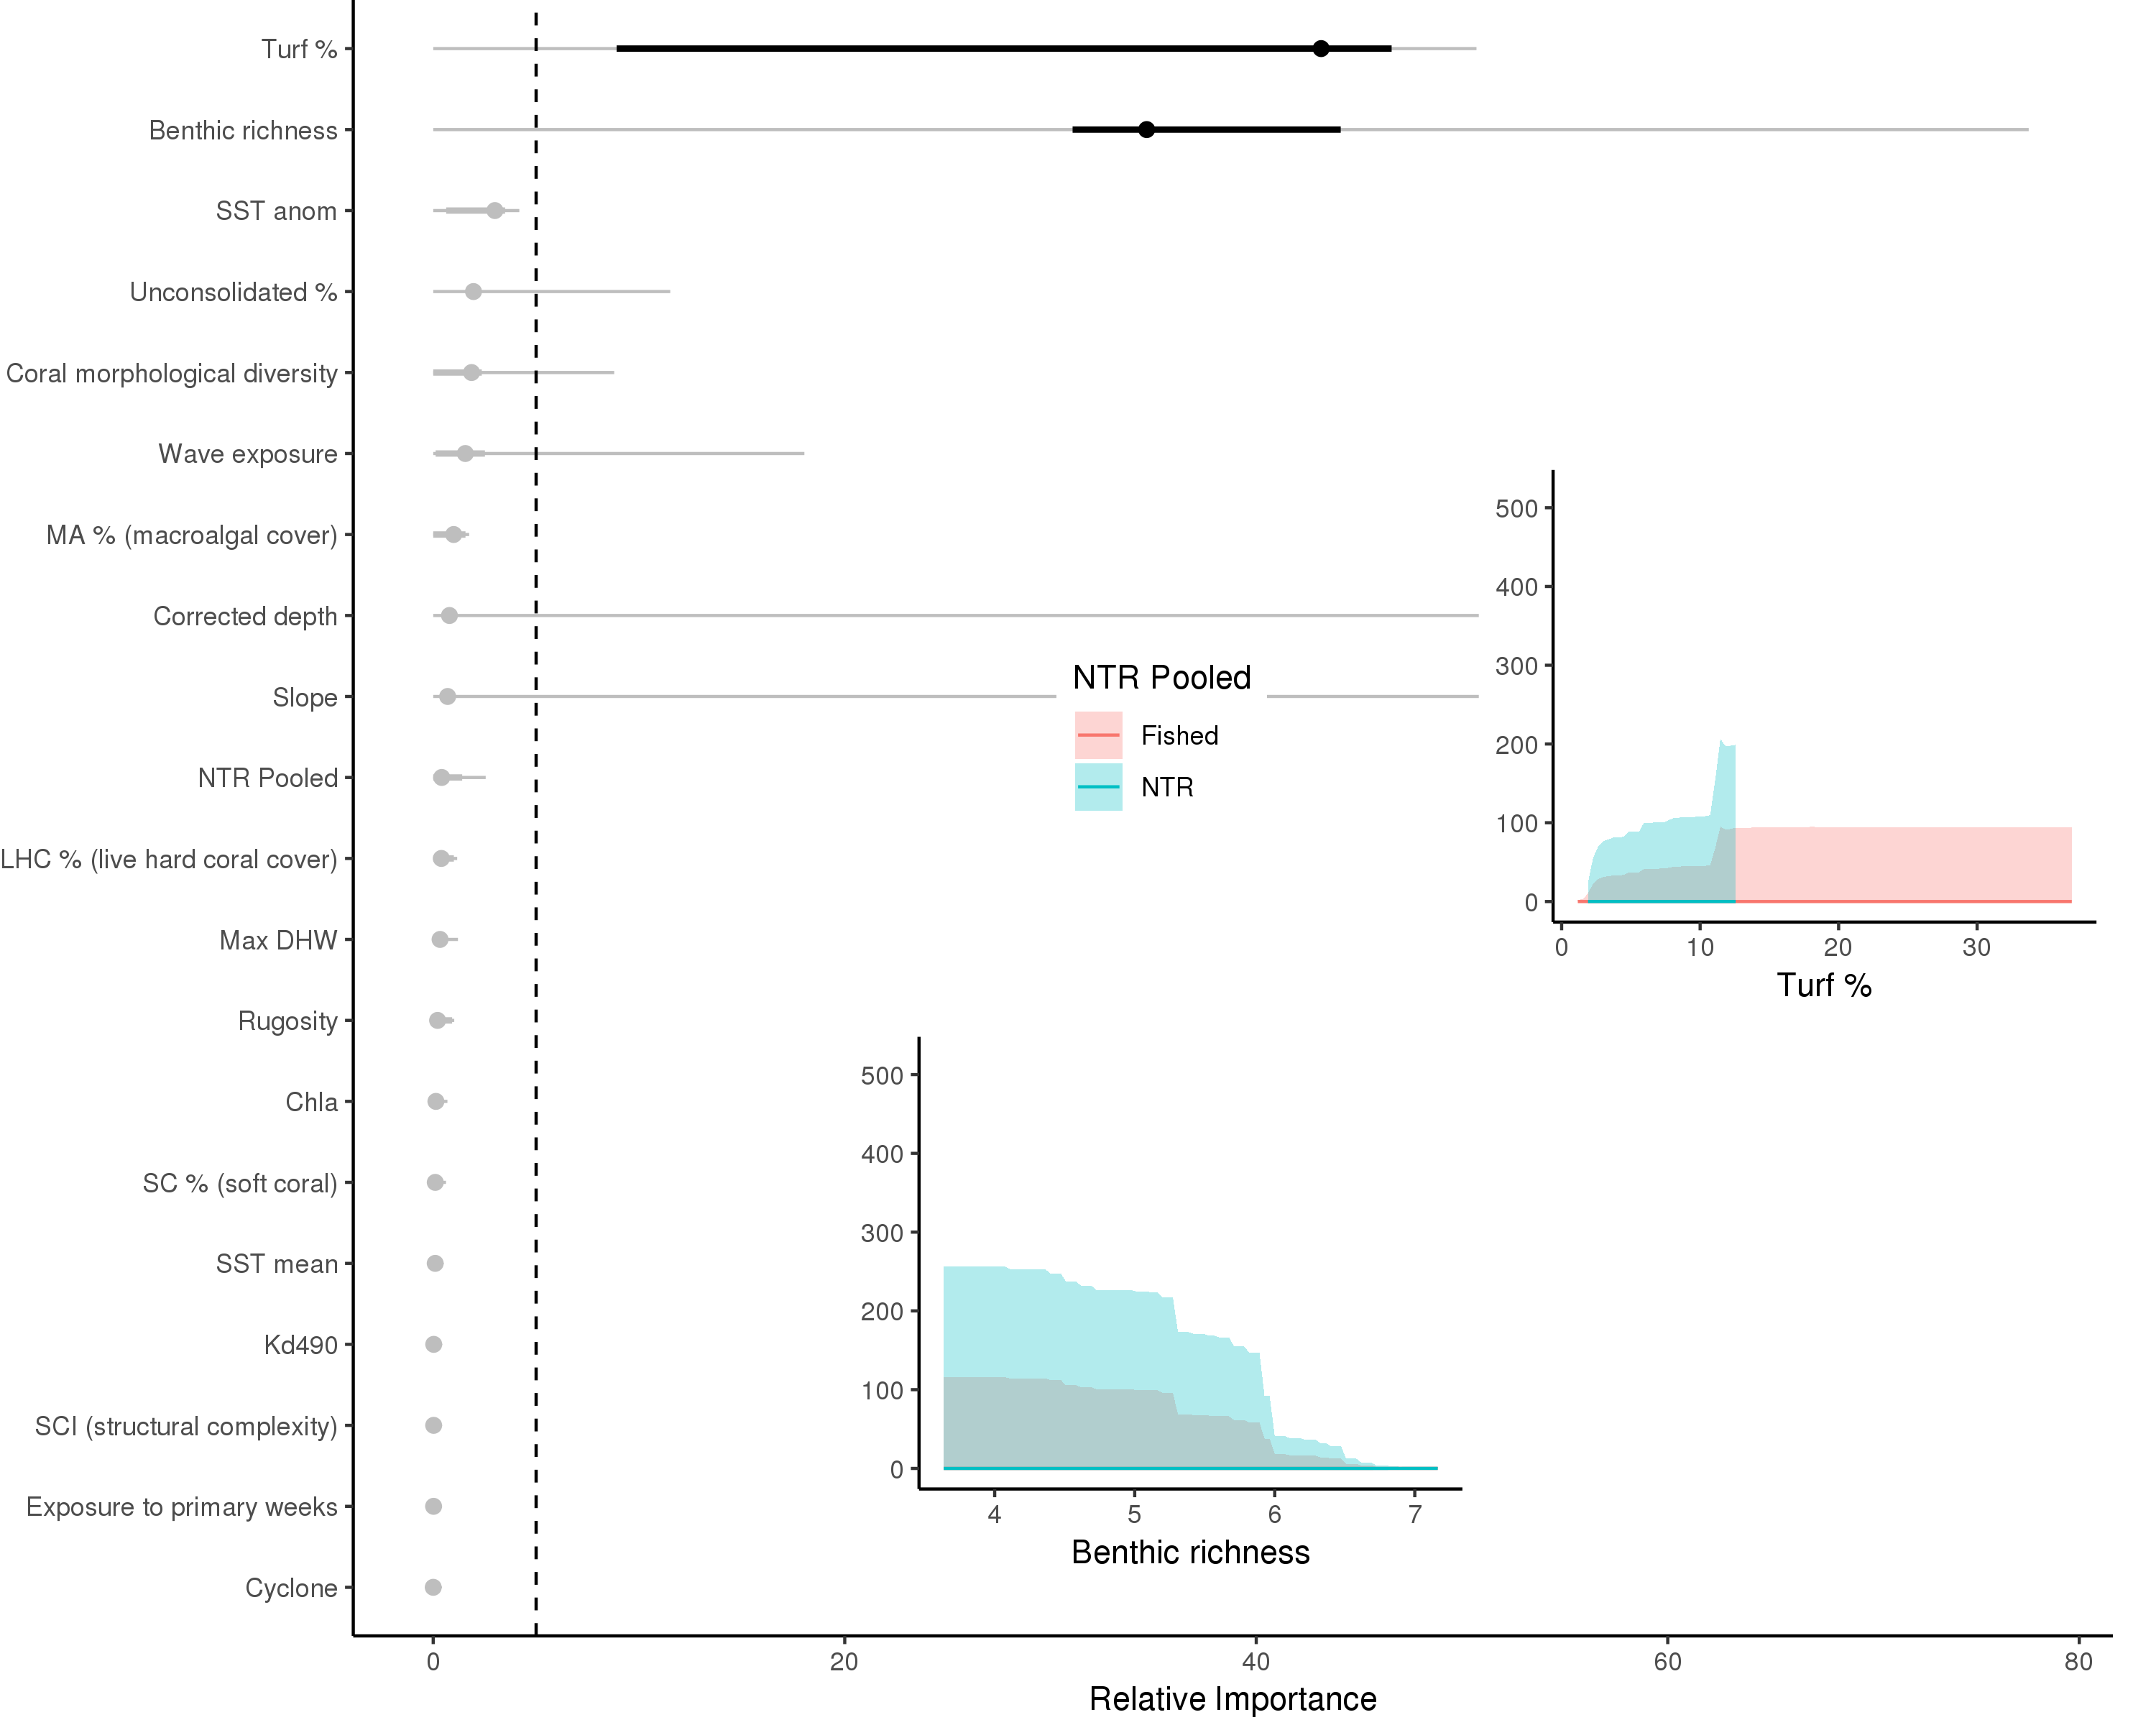 Turf %
Benthic richness
SST anom
Unconsolidated %
Coral morphological diversity
Wave exposure
MA % (macroalgal cover)
Corrected depth
Slope
NTR Pooled
LHC % (live hard coral cover)
Max DHW
Rugosity
Chla
SC % (soft coral)
SST mean
Kd490
SCI (structural complexity)
Exposure to primary weeks
Cyclone
0 20 40 60 80
Relative Importance
NTR Pooled
Fished
NTR
500
400
300
200
100
0
0 10 20 30
Turf %
500
400
300
200
100
0
4 5 6 7
Benthic richness